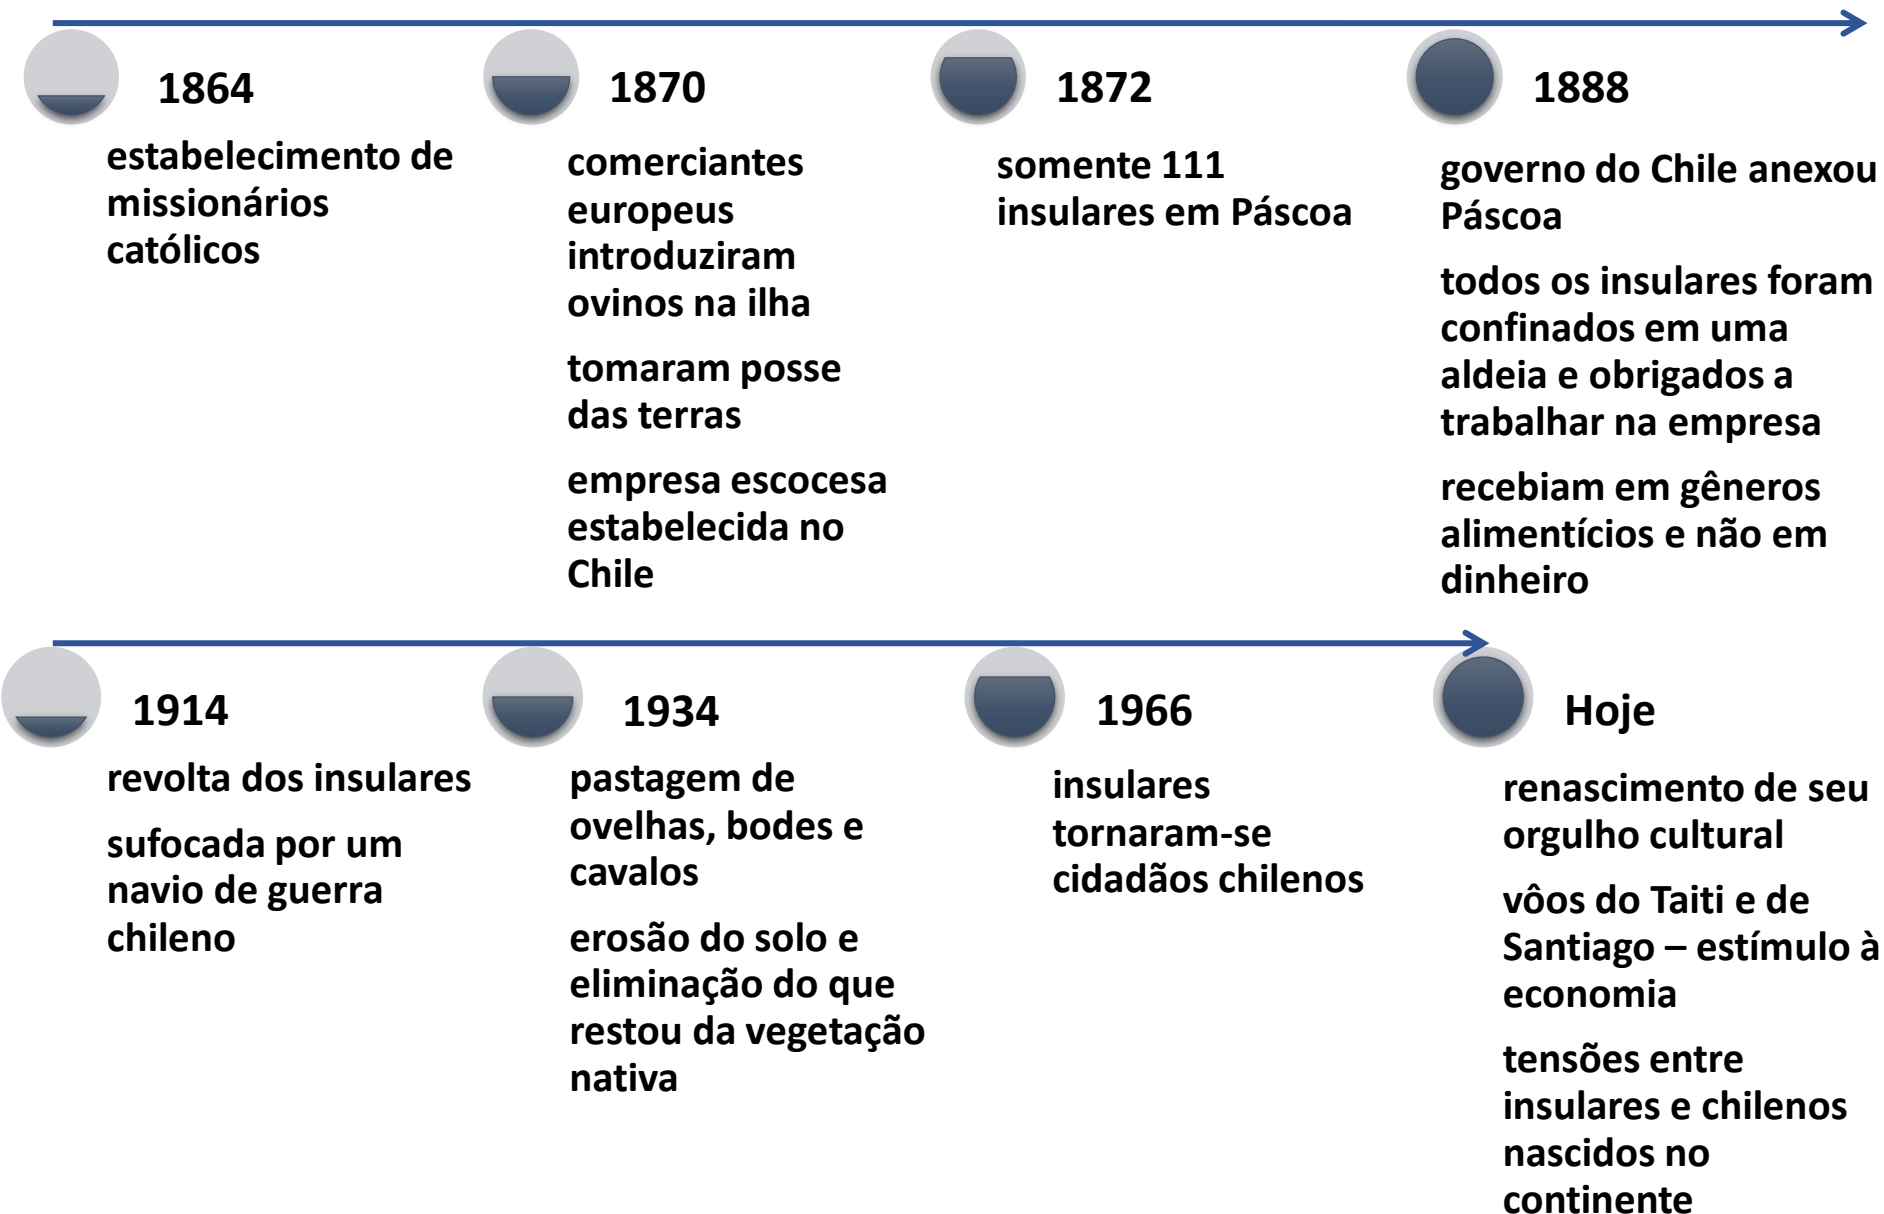 1864
estabelecimento de
missionários
católicos
1870
comerciantes
europeus
introduziram
ovinos na ilha
tomaram posse
das terras
empresa escocesa
estabelecida no
Chile
1872
somente 111
insulares em Páscoa
1888
governo do Chile anexou
Páscoa
todos os insulares foram
confinados em uma
aldeia e obrigados a
trabalhar na empresa
recebiam em gêneros
alimentícios e não em
dinheiro
1914
revolta dos insulares
sufocada por um
navio de guerra
chileno
1934
pastagem de
ovelhas, bodes e
cavalos
erosão do solo e
eliminação do que
restou da vegetação
nativa
1966
insulares
tornaram-se
cidadãos chilenos
Hoje
renascimento de seu
orgulho cultural
vôos do Taiti e de
Santiago – estímulo à
economia
tensões entre
insulares e chilenos
nascidos no
continente